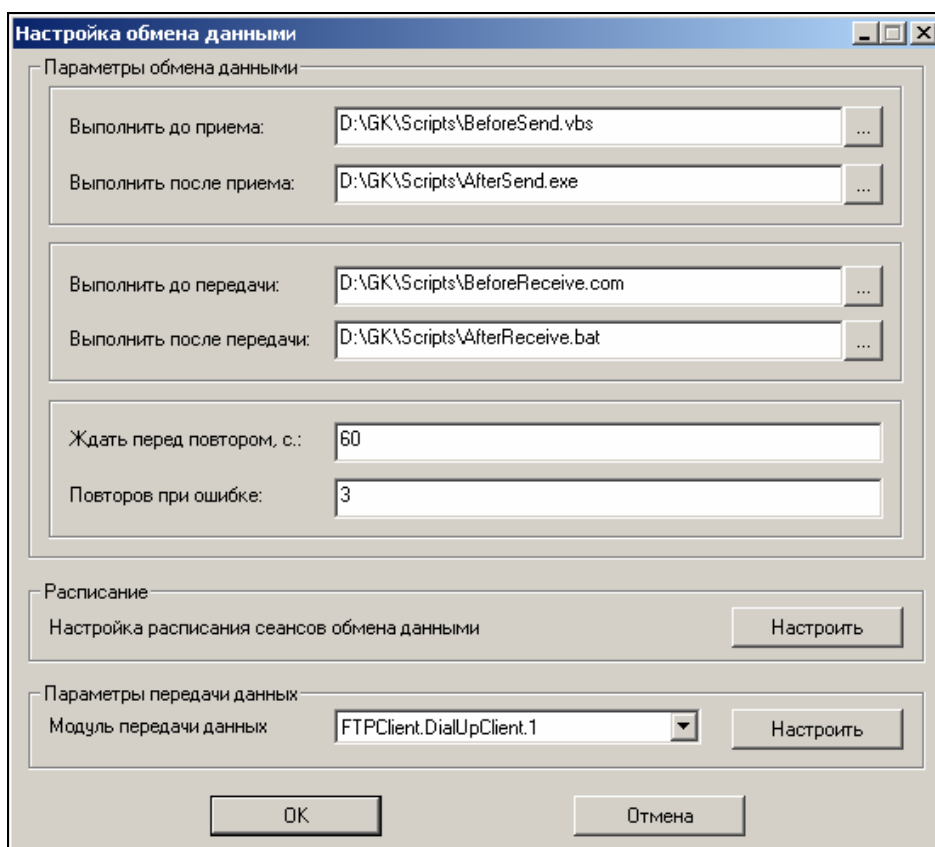 Настройка обмена данными
Параметры обмена данными
Выполнить до приема: D:\GK\Scripts\BeforeSend.vbs ...
Выполнить после приема: D:\GK\Scripts\AfterSend.exe ...
Выполнить до передачи: D:\GK\Scripts\BeforeReceive.com ...
Выполнить после передачи: D:\GK\Scripts\AfterReceive.bat ...
Ждать перед повтором, с.: 60
Повторов при ошибке: 3
Расписание
Настройка расписания сеансов обмена данными Настроить
Параметры передачи данных
Модуль передачи данных FTPClient.DialUpClient.1 Настроить
OK Отмена